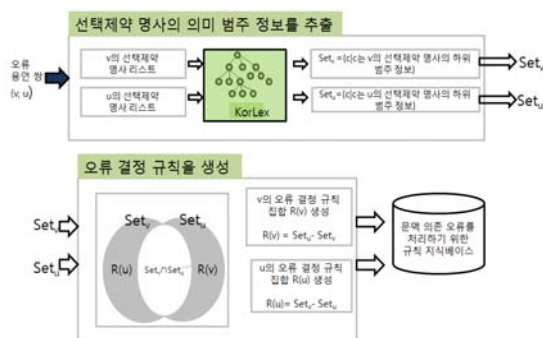 선택제약 명사의 의미 범주 정보를 추출
오류
용언 쌍
(v, u)
v의 선택제약
명사 리스트
u의 선택제약
명사 리스트
KorLex
Setᵥ={c|c는 v의 선택제약 명사의 하위
범주 정보}
Setᵤ={c|c는 u의 선택제약 명사의 하위
범주 정보}
Setᵥ
Setᵤ
오류 결정 규칙을 생성
Setᵥ
Setᵤ
Setᵥ Setᵤ
R(u) Setᵥ∩Setᵤ R(v)
v의 오류 결정 규칙
집합 R(v) 생성
R(v) = Setᵤ- Setᵥ
u의 오류 결정 규칙
집합 R(u) 생성
R(u)= Setᵥ- Setᵤ
문맥 의존 오류를
처리하기 위한
규칙 지식베이스